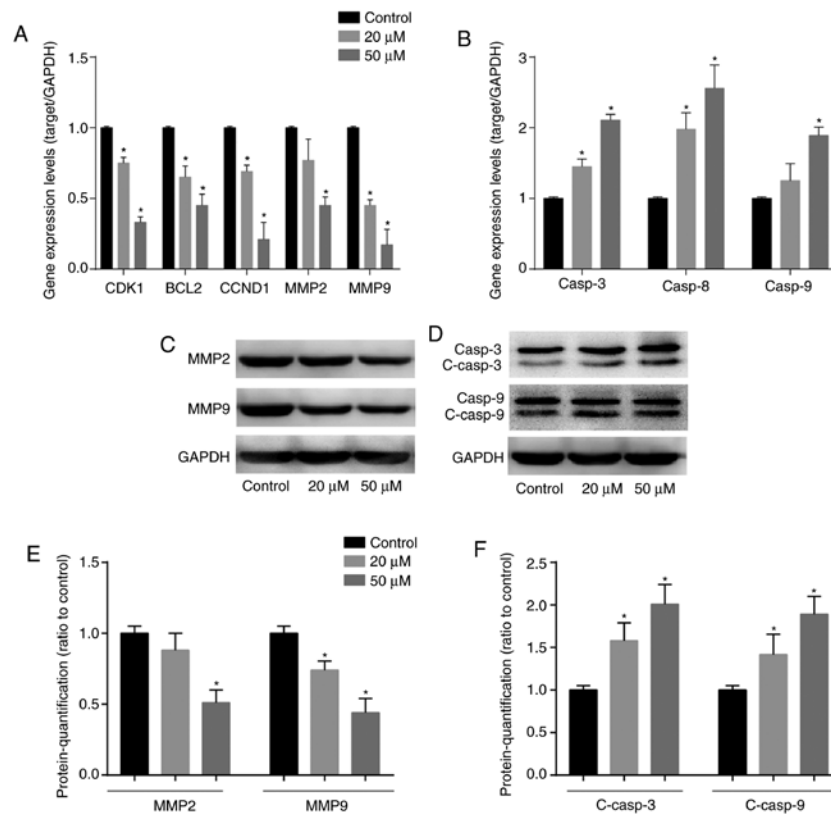 A
Control
20 μM
50 μM
Gene expression levels (target/GAPDH)
1.5
1.0
0.5
0.0
* * * * * * * * *
CDK1 BCL2 CCND1 MMP2 MMP9
B
Gene expression levels (target/GAPDH)
3
2
1
0
* * * * *
Casp-3 Casp-8 Casp-9
C
MMP2
MMP9
GAPDH
Control 20 μM 50 μM
D
Casp-3
C-casp-3
Casp-9
C-casp-9
GAPDH
Control 20 μM 50 μM
E
Control
20 μM
50 μM
Protein-quantification (ratio to control)
1.5
1.0
0.5
0.0
* * *
MMP2 MMP9
F
Protein-quantification (ratio to control)
2.5
2.0
1.5
1.0
0.5
0.0
* * * *
C-casp-3 C-casp-9